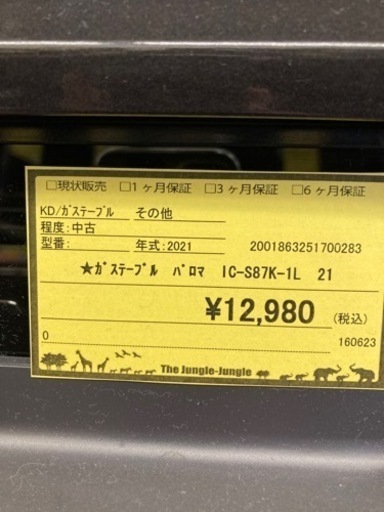 □現状販売 □1ヶ月保証 □3ヶ月保証 □6ヶ月保証
KD/ｶﾞｽﾃｰﾌﾞﾙ その他
程度:中古
型番: 年式:2021 2001863251700283
★ｶﾞｽﾃｰﾌﾞﾙ ﾊﾟﾛﾏ IC-S87K-1L 21
¥12,980 (税込)
0 160623
The Jungle-Jungle